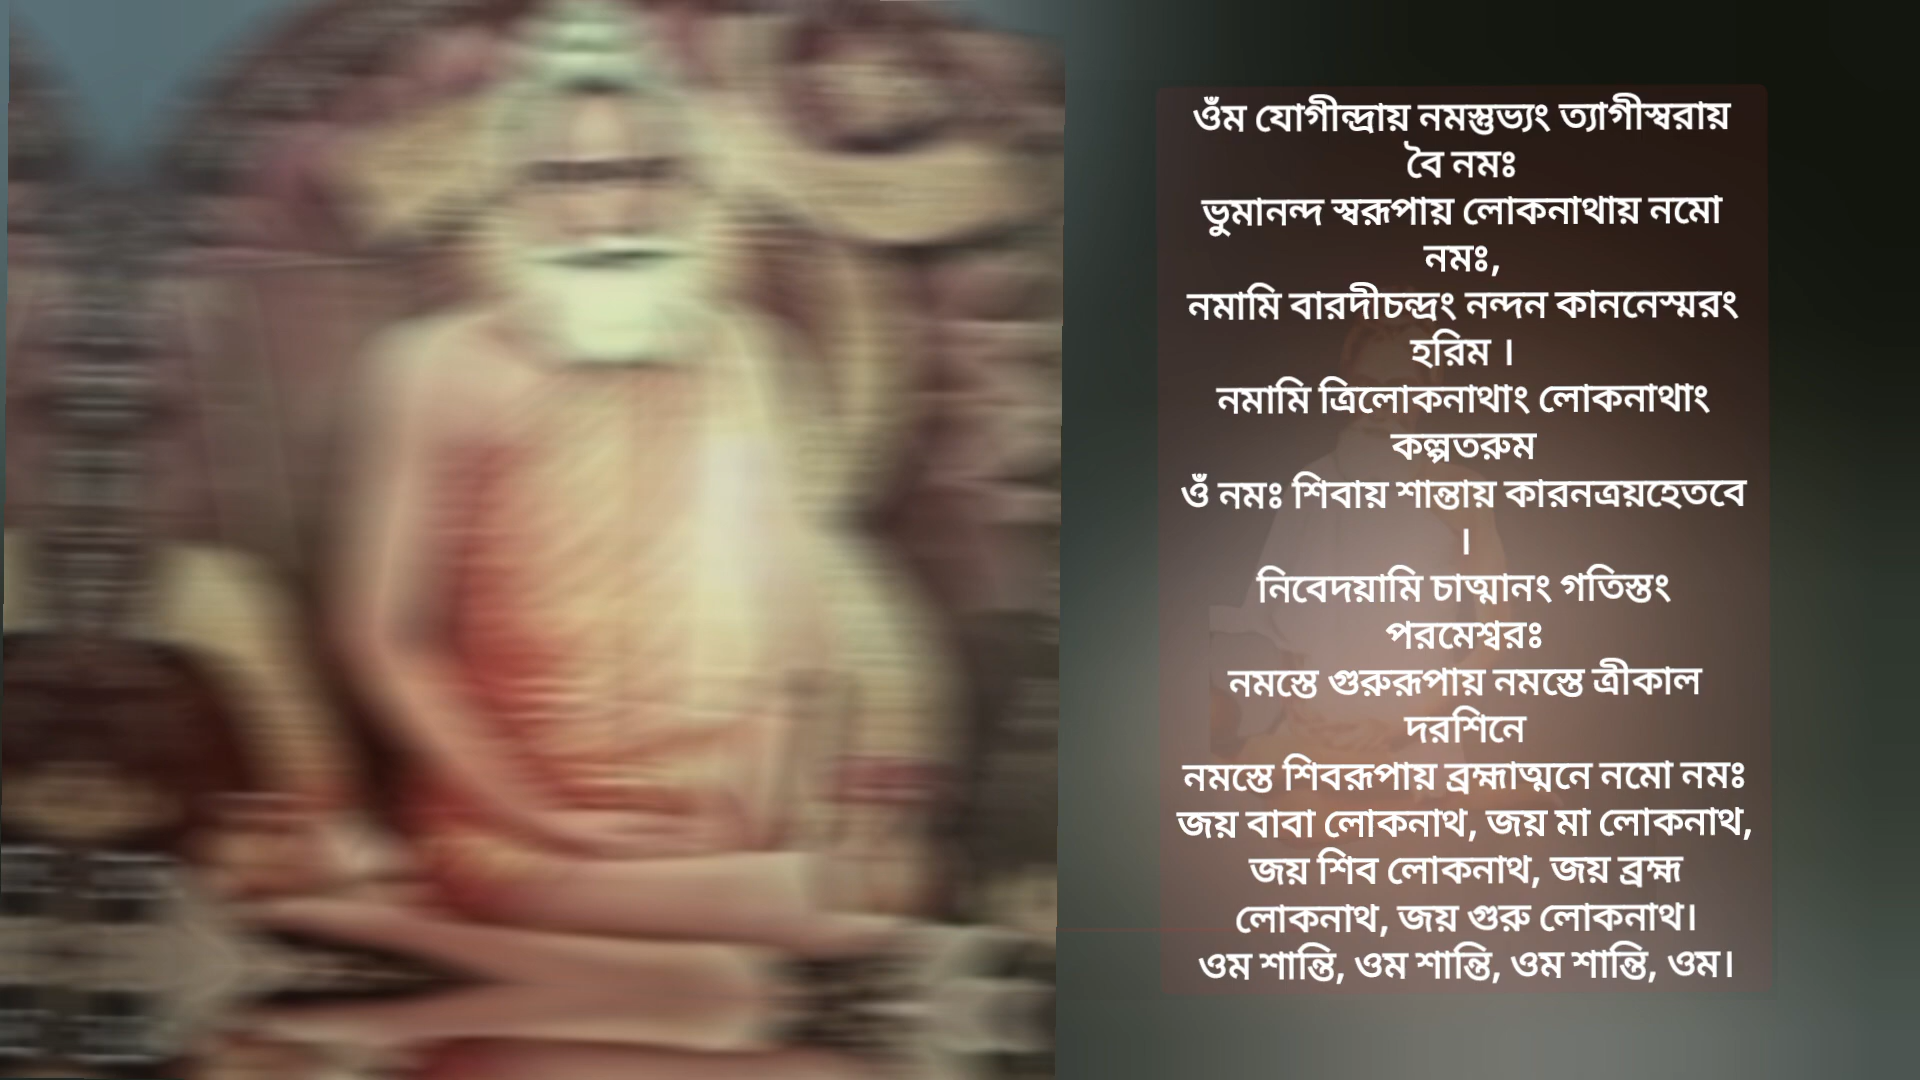 ওঁম যোগীন্দ্রায় নমস্তুভ্যং ত্যাগীস্বরায়
বৈ নমঃ
ভুমানন্দ স্বরূপায় লোকনাথায় নমো
নমঃ,
নমামি বারদীচন্দ্রং নন্দন কাননেস্মরং
হরিম ।
নমামি ত্রিলোকনাথাং লোকনাথাং
কল্পতরুম
ওঁ নমঃ শিবায় শান্তায় কারনত্রয়হেতবে
।
নিবেদয়ামি চাত্মানং গতিস্তং
পরমেশ্বরঃ
নমস্তে গুরুরূপায় নমস্তে ত্রীকাল
দরশিনে
নমস্তে শিবরূপায় ব্রহ্মাত্মনে নমো নমঃ
জয় বাবা লোকনাথ, জয় মা লোকনাথ,
জয় শিব লোকনাথ, জয় ব্রহ্ম
লোকনাথ, জয় গুরু লোকনাথ।
ওম শান্তি, ওম শান্তি, ওম শান্তি, ওম।